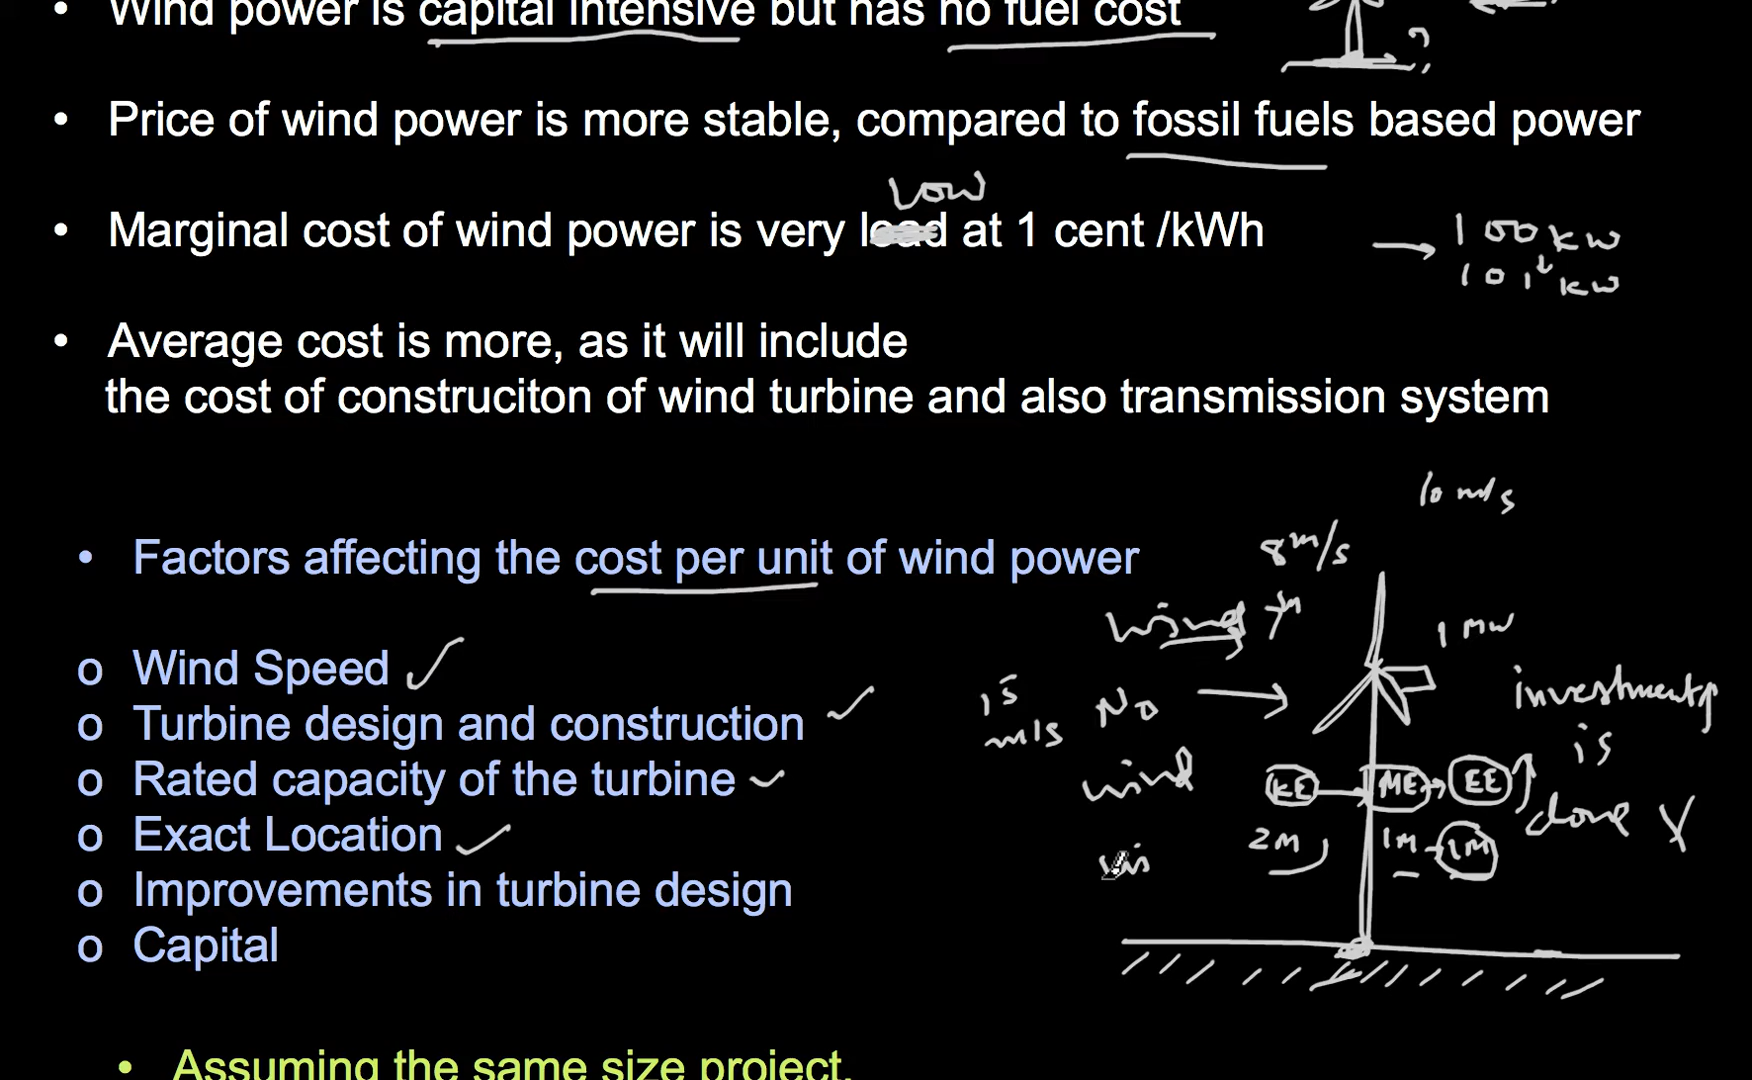 • Wind power is capital intensive but has no fuel cost
?
• Price of wind power is more stable, compared to fossil fuels based power
Low
• Marginal cost of wind power is very at 1 cent /kWh
100 kw
101 kw
• Average cost is more, as it will include
the cost of construciton of wind turbine and also transmission system
10 m/s
8 m/s
• Factors affecting the cost per unit of wind power
1 MW
o Wind Speed
o Turbine design and construction
15 m/s
No wind
investment is done
o Rated capacity of the turbine
KE ME EE
o Exact Location
2M 1M 1M
o Improvements in turbine design
o Capital
• Assuming the same size project,